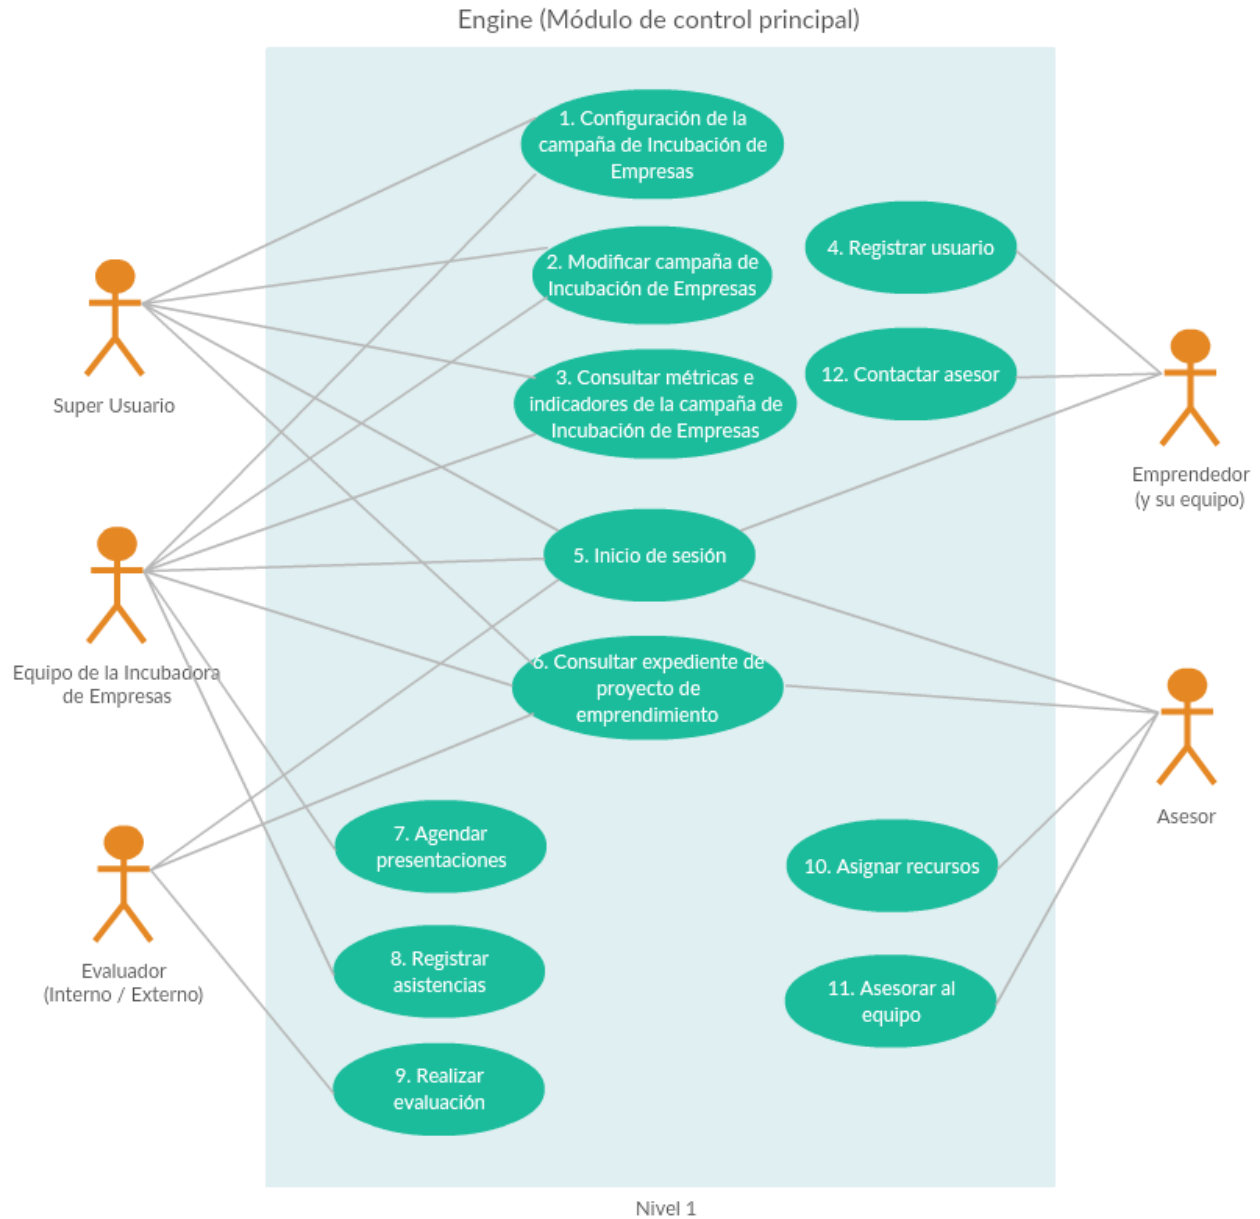 Engine (Módulo de control principal)
1. Configuración de la
campaña de Incubación de
Empresas
4. Registrar usuario
2. Modificar campaña de
Incubación de Empresas
12. Contactar asesor
3. Consultar métricas e
indicadores de la campaña de
Incubación de Empresas
Super Usuario
Emprendedor
(y su equipo)
5. Inicio de sesión
Equipo de la Incubadora
de Empresas
6. Consultar expediente de
proyecto de
emprendimiento
Asesor
7. Agendar
presentaciones
10. Asignar recursos
Evaluador
(Interno / Externo)
8. Registrar
asistencias
11. Asesorar al
equipo
9. Realizar
evaluación
Nivel 1